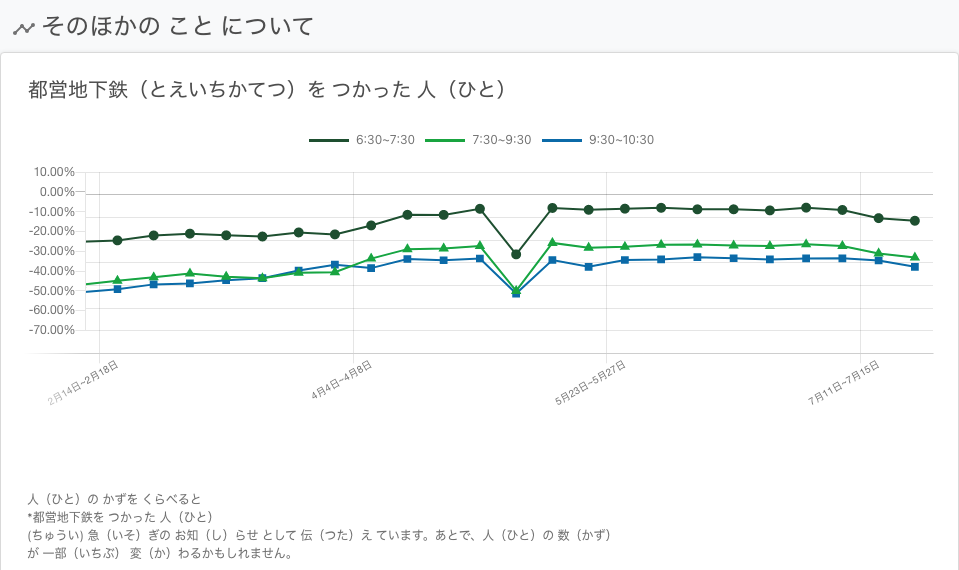 そのほかの こと について
都営地下鉄（とえいちかてつ）を つかった 人（ひと）
6:30~7:30 7:30~9:30 9:30~10:30
10.00%
0.00%
-10.00%
-20.00%
-30.00%
-40.00%
-50.00%
-60.00%
-70.00%
2月14日~2月18日 4月4日~4月8日 5月23日~5月27日 7月11日~7月15日
人（ひと）の かずを くらべると
*都営地下鉄を つかった 人（ひと）
(ちゅうい) 急（いそ）ぎの お知（し）らせ として 伝（つた）え ています。あとで、人（ひと）の 数（かず）
が 一部（いちぶ） 変（か）わるかもしれません。